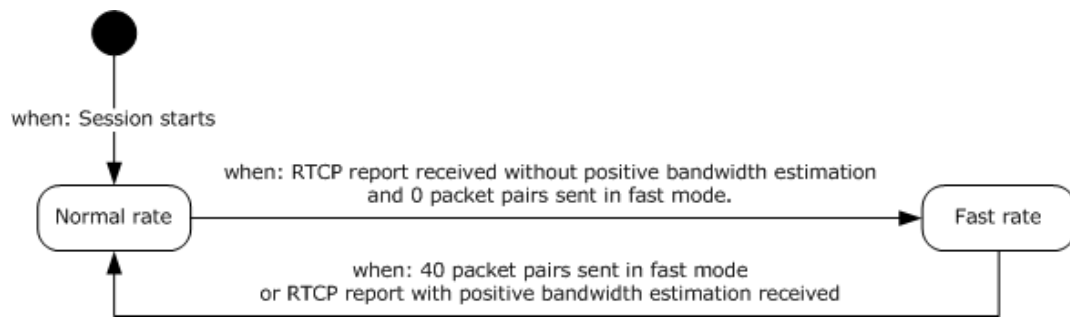 when: Session starts
when: RTCP report received without positive bandwidth estimation
and 0 packet pairs sent in fast mode.
Normal rate
Fast rate
when: 40 packet pairs sent in fast mode
or RTCP report with positive bandwidth estimation received